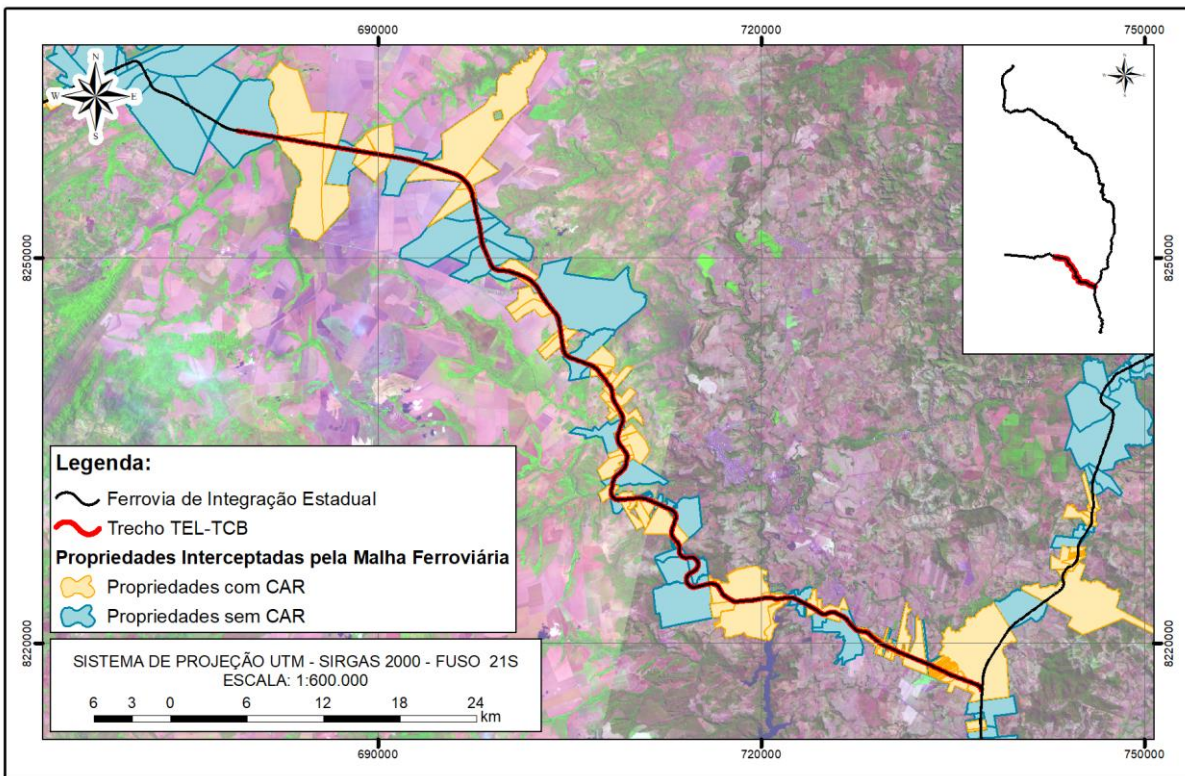 690000
720000
750000
N
W
E
S
8250000
8250000
Legenda:
Ferrovia de Integração Estadual
Trecho TEL-TCB
Propriedades Interceptadas pela Malha Ferroviária
Propriedades com CAR
Propriedades sem CAR
8220000
8220000
SISTEMA DE PROJEÇÃO UTM - SIRGAS 2000 - FUSO 21S
ESCALA: 1:600.000
6 3 0 6 12 18 24
km
690000
720000
750000